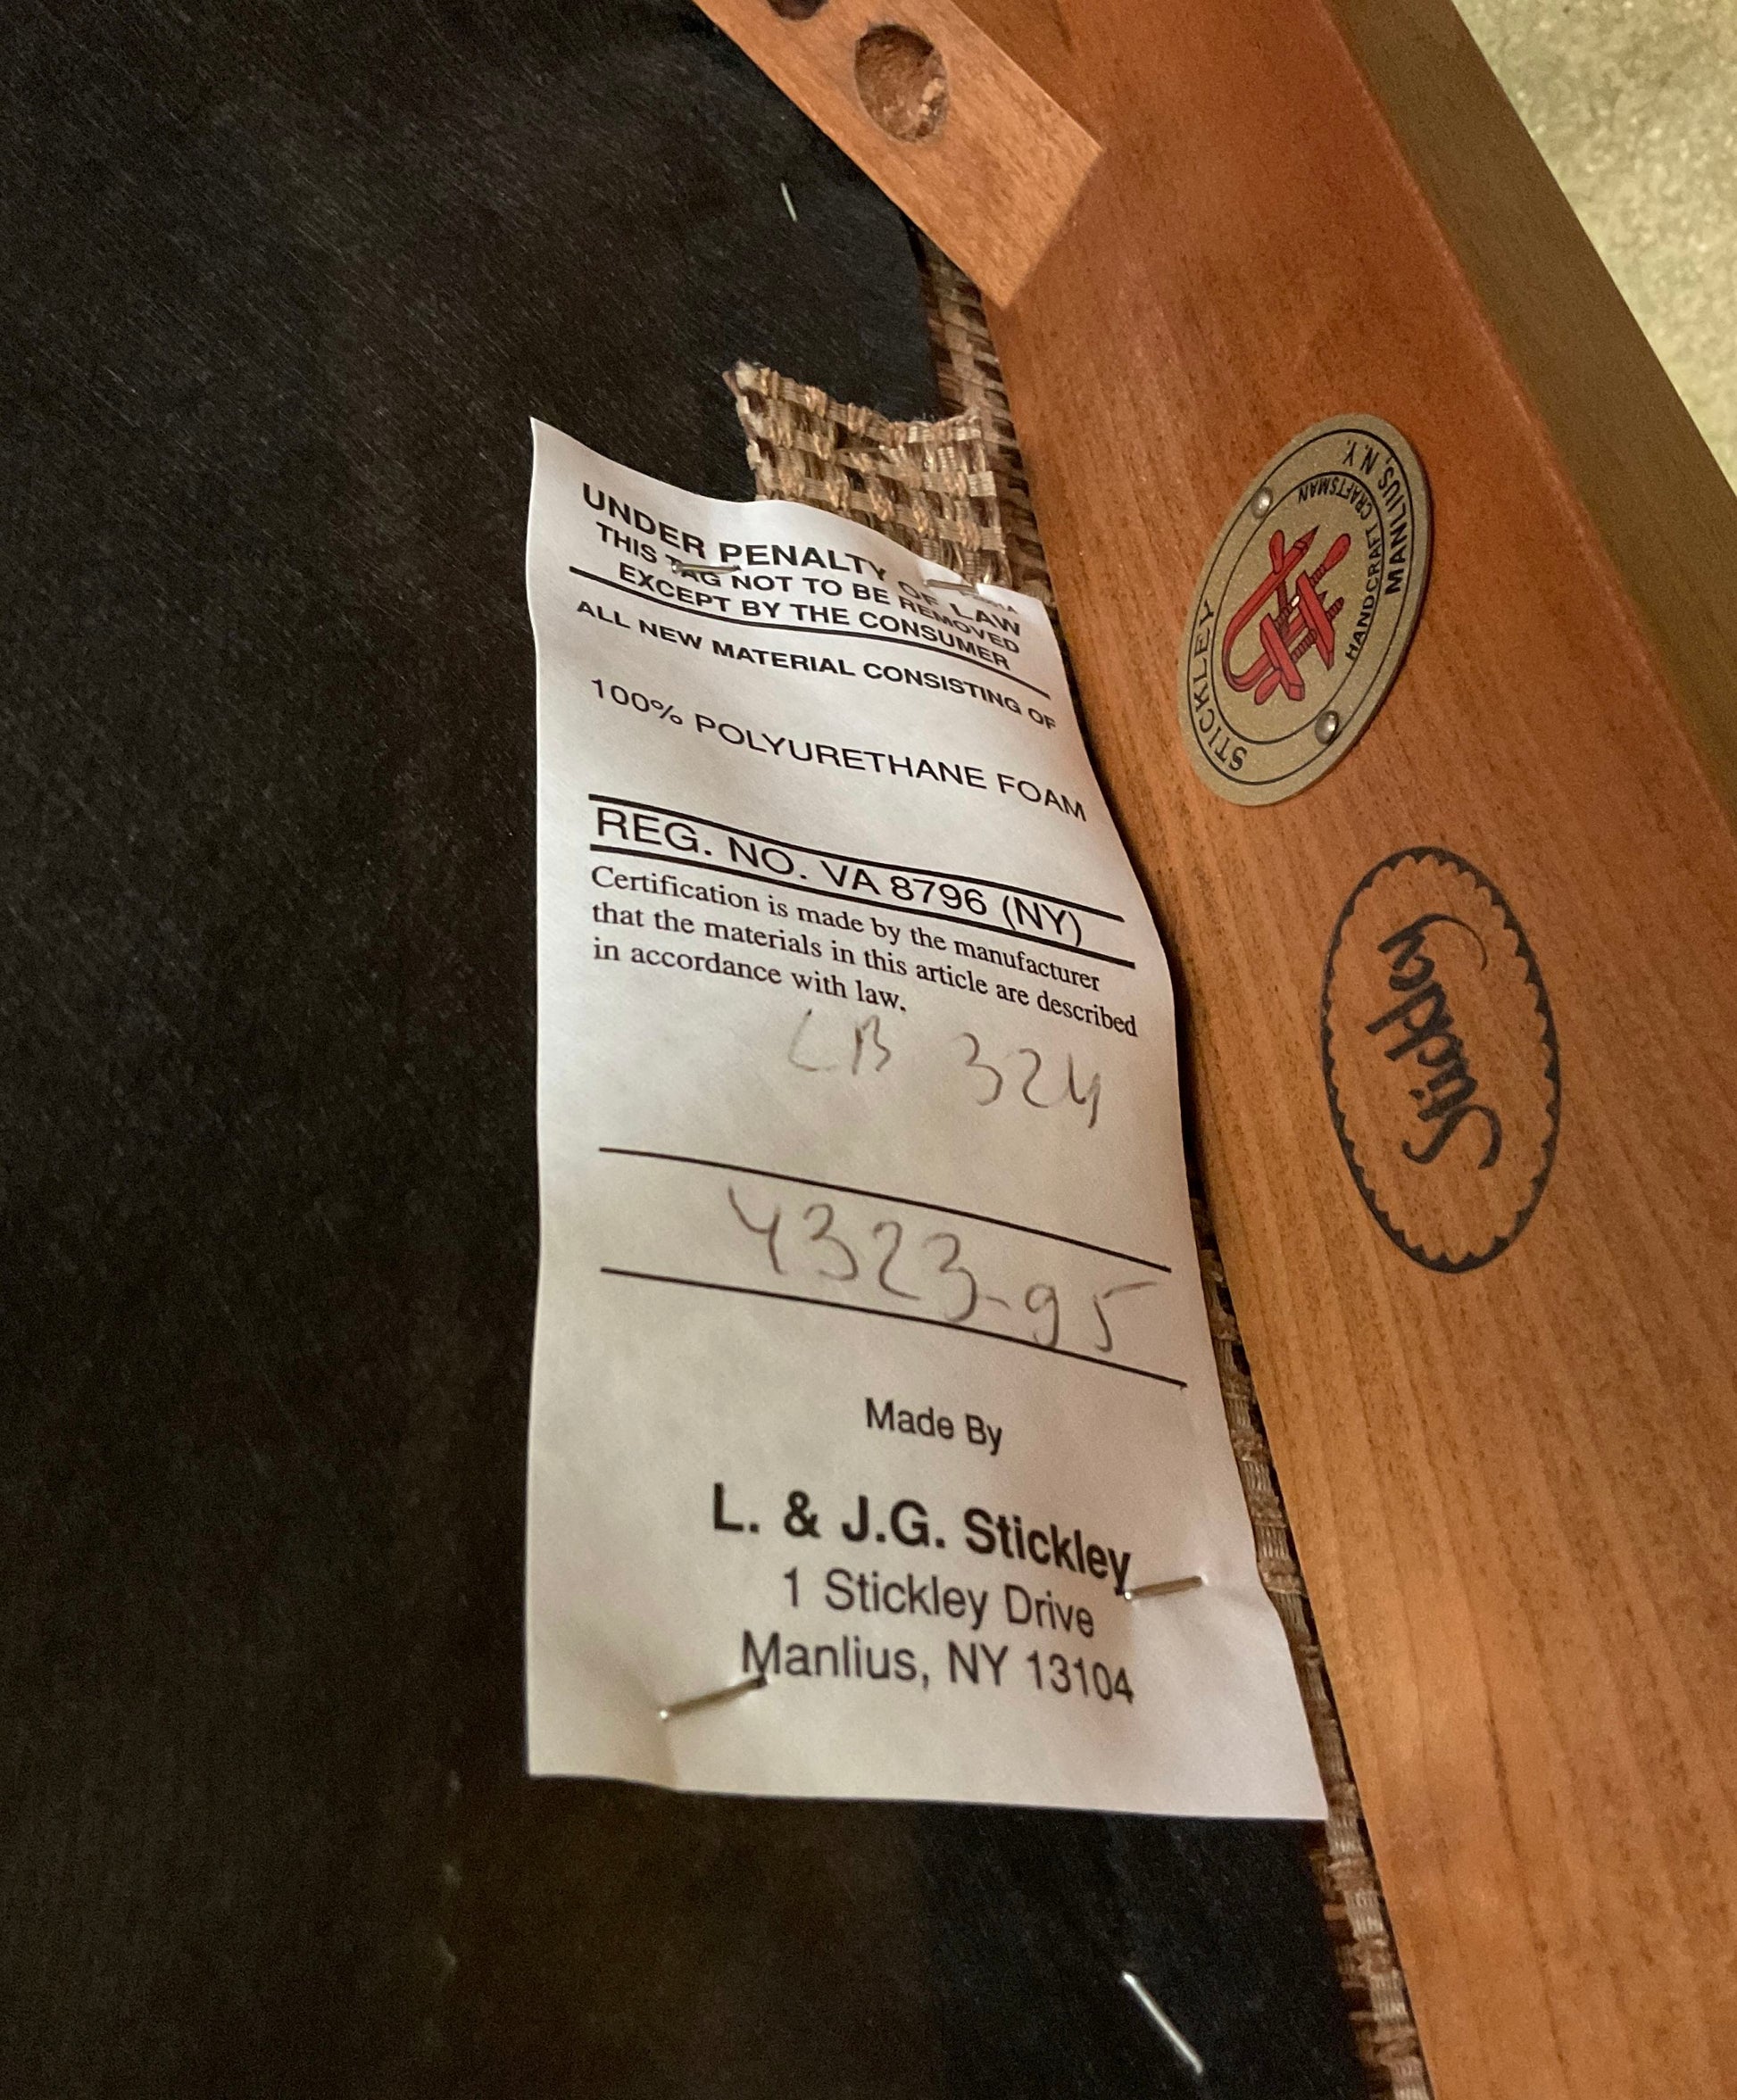 UNDER PENALTY OF LAW
THIS TAG NOT TO BE REMOVED
EXCEPT BY THE CONSUMER
ALL NEW MATERIAL CONSISTING OF
100% POLYURETHANE FOAM
REG. NO. VA 8796 (NY)
Certification is made by the manufacturer
that the materials in this article are described
in accordance with law.
LB 324
4323-95
Made By
L. & J.G. Stickley
1 Stickley Drive
Manlius, NY 13104
STICKLEY
MANLIUS, N.Y.
HANDCRAFT CRAFTSMAN
Stickley